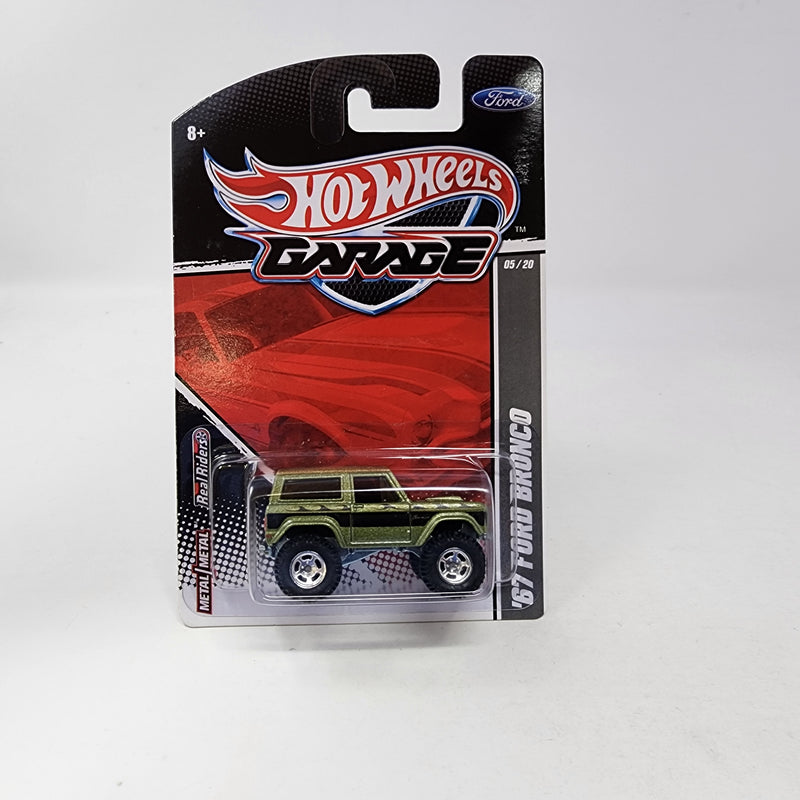 Ford
8+
HOT WHEELS
TM
GARAGE
05/20
Real Riders
METAL/METAL
'67 FORD BRONCO